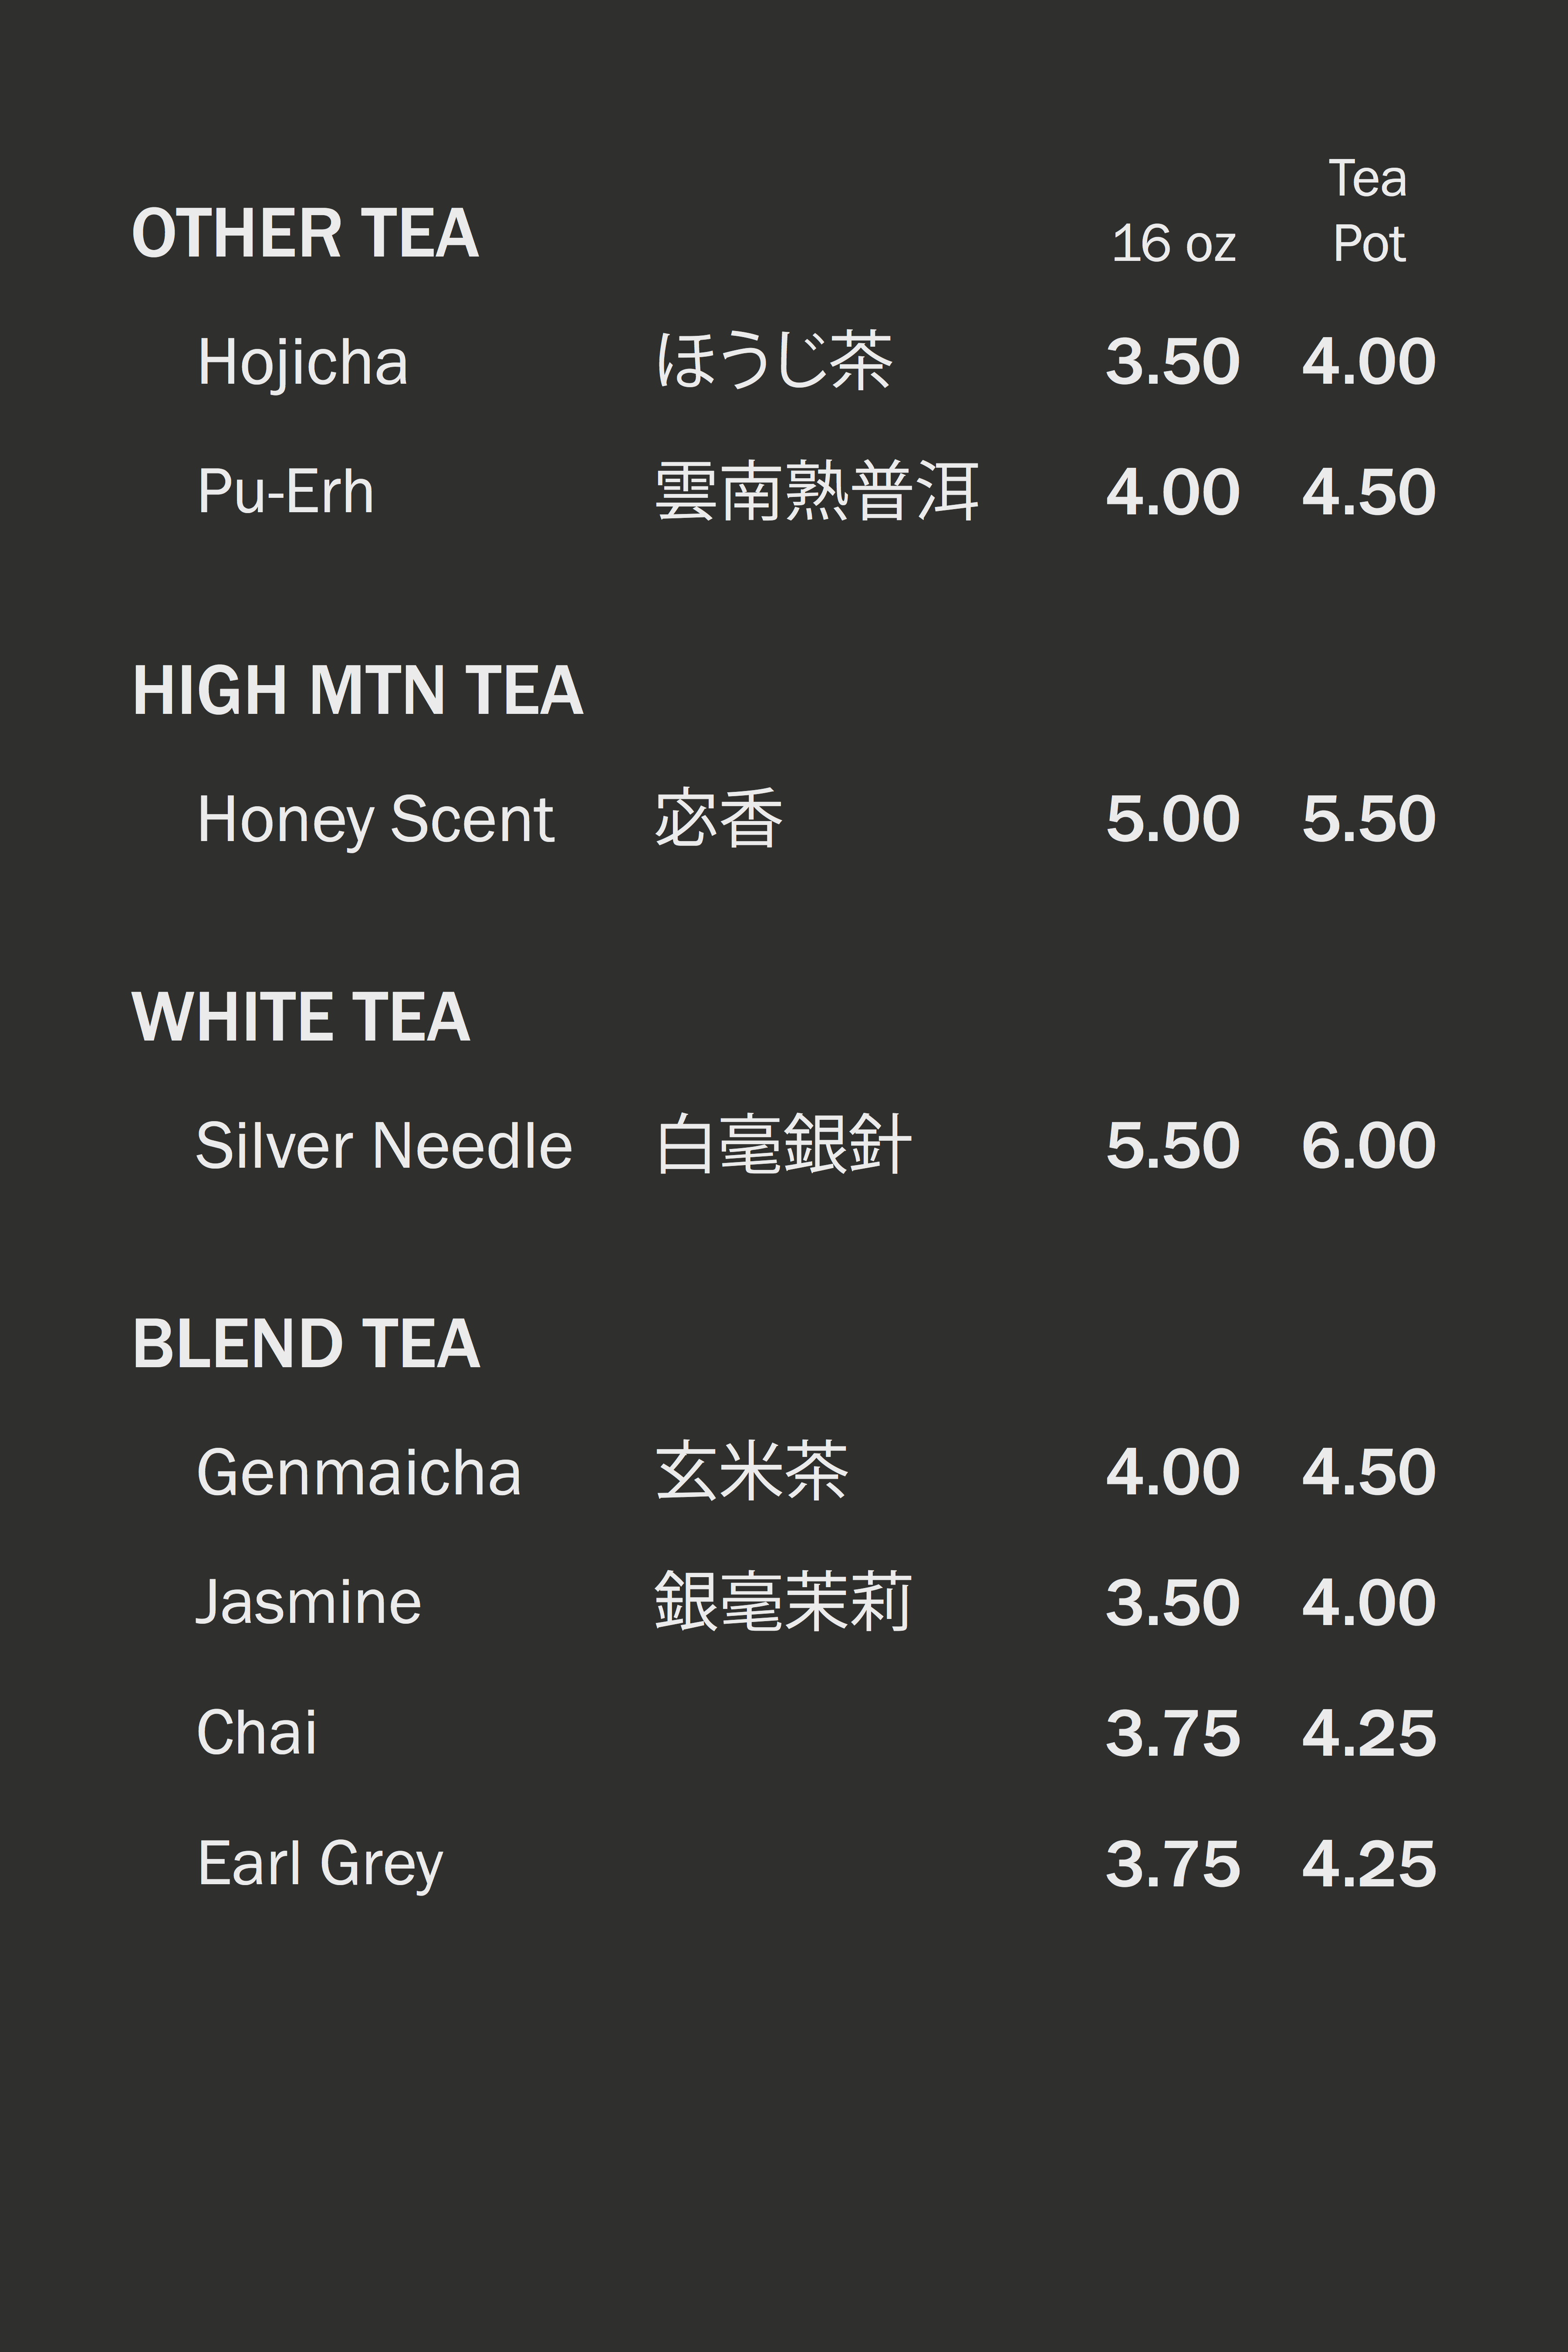 Tea
OTHER TEA 16 oz Pot
Hojicha ほうじ茶 3.50 4.00
Pu-Erh 雲南熟普洱 4.00 4.50
HIGH MTN TEA
Honey Scent 宓香 5.00 5.50
WHITE TEA
Silver Needle 白毫銀針 5.50 6.00
BLEND TEA
Genmaicha 玄米茶 4.00 4.50
Jasmine 銀毫茉莉 3.50 4.00
Chai 3.75 4.25
Earl Grey 3.75 4.25